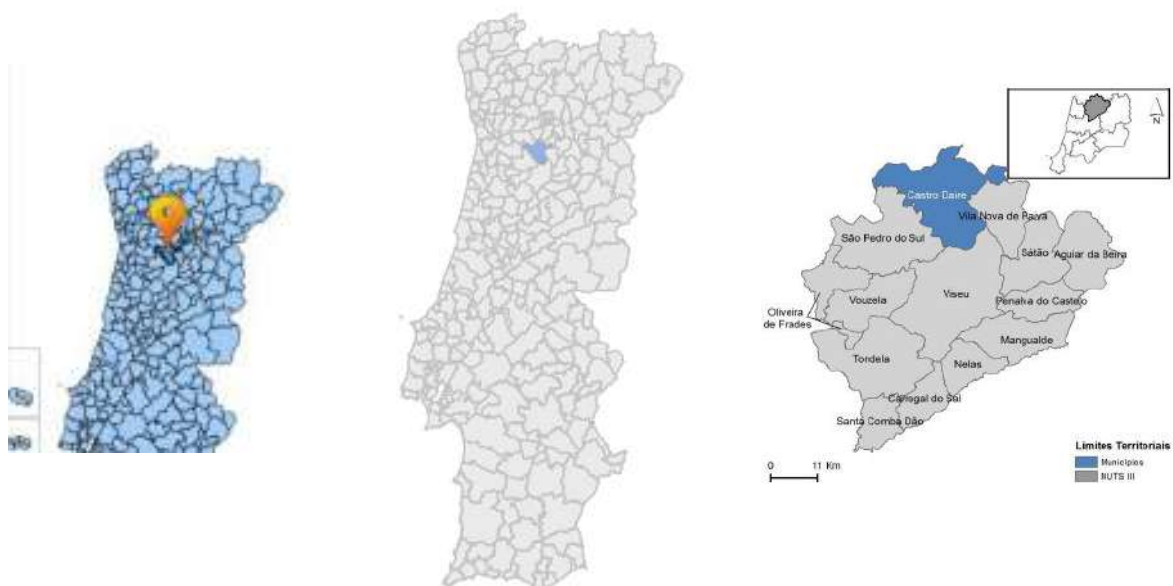 N
Castro Daire
Vila Nova de Paiva
São Pedro do Sul
Sátão
Aguiar da Beira
Vouzela
Viseu
Penalva do Castelo
Oliveira
de Frades
Mangualde
Tondela
Nelas
Carregal do Sal
Santa Comba Dão
Limites Territoriais
0 11 Km
Municípios
NUTS III